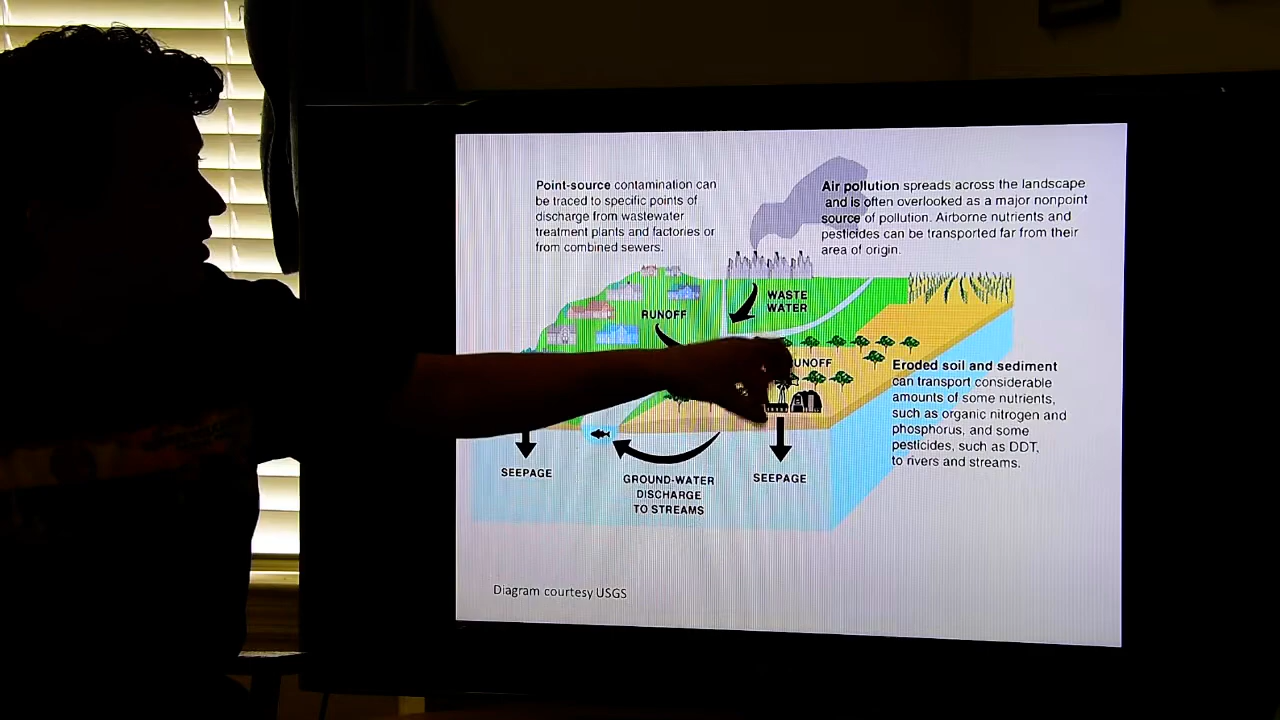 Point-source contamination can
be traced to specific points of
discharge from wastewater
treatment plants and factories or
from combined sewers.
Air pollution spreads across the landscape
and is often overlooked as a major nonpoint
source of pollution. Airborne nutrients and
pesticides can be transported far from their
area of origin.
WASTE
WATER
RUNOFF
UNOFF
Eroded soil and sediment
can transport considerable
amounts of some nutrients,
such as organic nitrogen and
phosphorus, and some
pesticides, such as DDT,
to rivers and streams.
SEEPAGE
GROUND-WATER
DISCHARGE
TO STREAMS
SEEPAGE
Diagram courtesy USGS